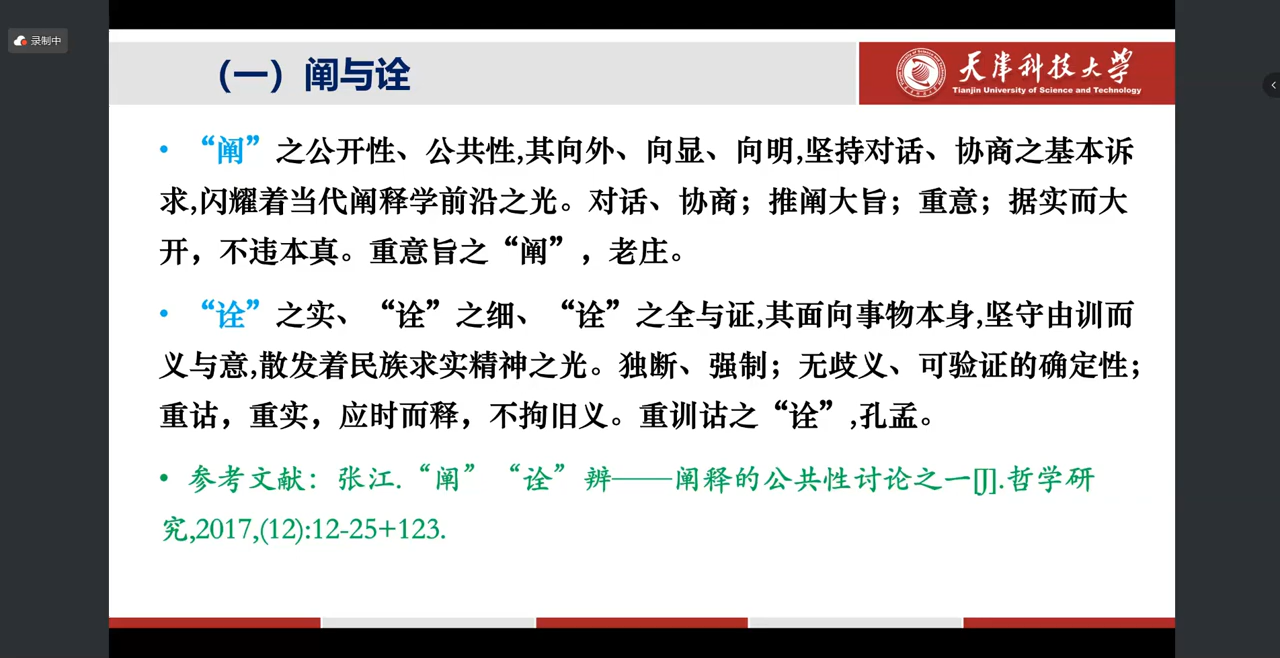 录制中
（一）阐与诠
天津科技大学
Tianjin University of Science and Technology
• “阐”之公开性、公共性,其向外、向显、向明,坚持对话、协商之基本诉
求,闪耀着当代阐释学前沿之光。对话、协商；推阐大旨；重意；据实而大
开，不违本真。重意旨之“阐”，老庄。
• “诠”之实、“诠”之细、“诠”之全与证,其面向事物本身,坚守由训而
义与意,散发着民族求实精神之光。独断、强制；无歧义、可验证的确定性；
重诂，重实，应时而释，不拘旧义。重训诂之“诠”,孔孟。
• 参考文献：张江.“阐”“诠”辨——阐释的公共性讨论之一[J].哲学研
究,2017,(12):12-25+123.